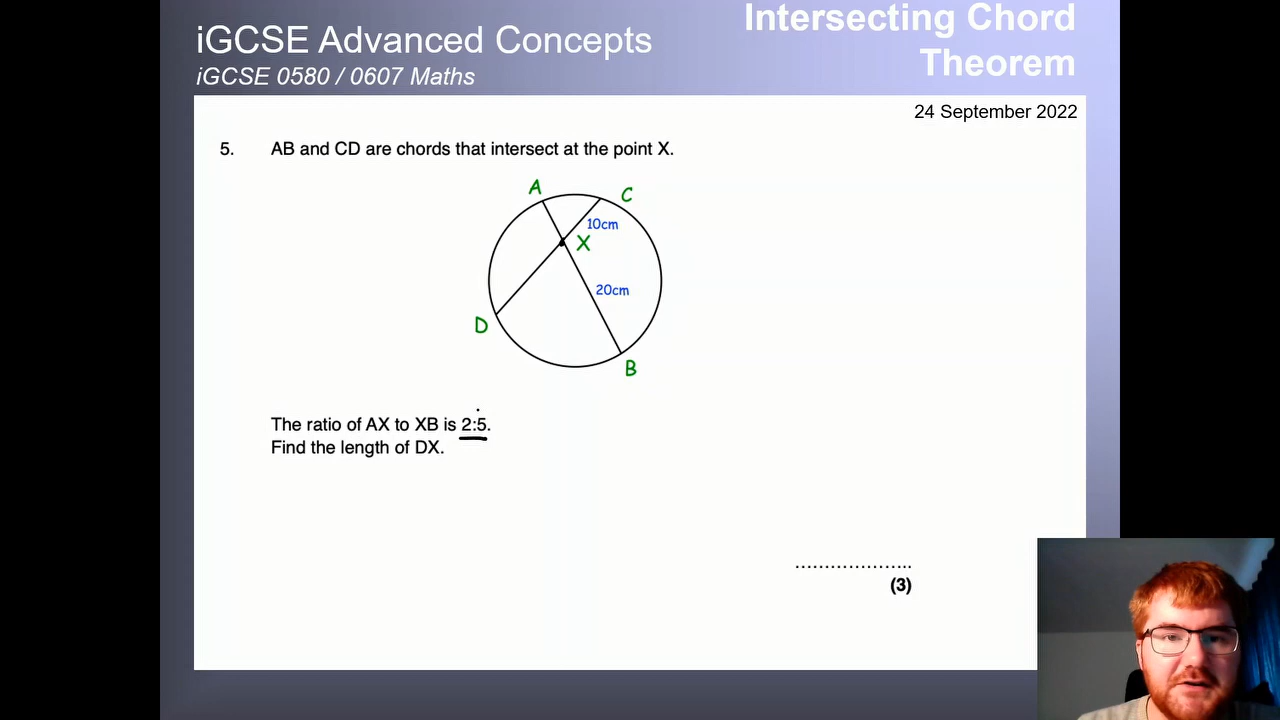 iGCSE Advanced Concepts
iGCSE 0580 / 0607 Maths
Intersecting Chord
Theorem
24 September 2022
5. AB and CD are chords that intersect at the point X.
A
C
10cm
X
20cm
D
B
The ratio of AX to XB is 2:5.
Find the length of DX.
......................
(3)